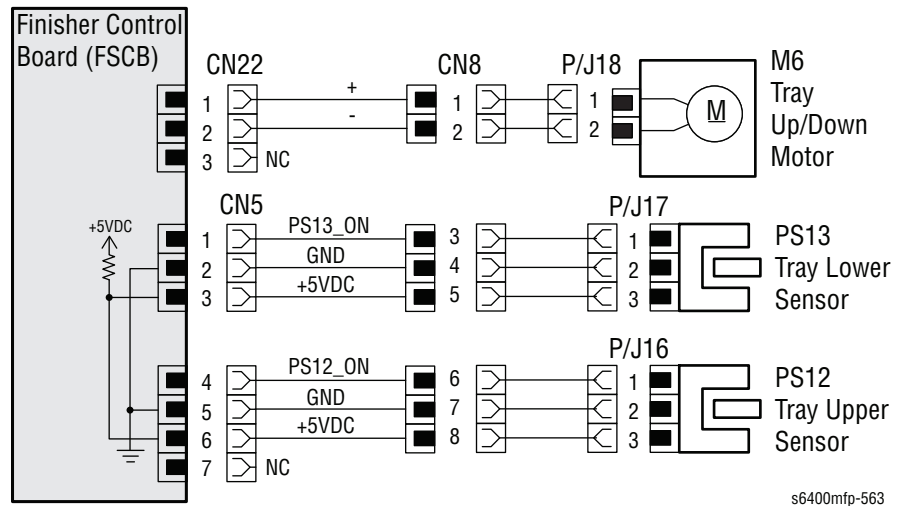 Finisher Control
Board (FSCB)
CN22
CN8
P/J18
M6
Tray
Up/Down
Motor
1 + 1 1
2 - 2 2
M
3 NC
CN5
P/J17
+5VDC
1 PS13_ON 3 1
2 GND 4 2
3 +5VDC 5 3
PS13
Tray Lower
Sensor
P/J16
4 PS12_ON 6 1
5 GND 7 2
6 +5VDC 8 3
7 NC
PS12
Tray Upper
Sensor
s6400mfp-563